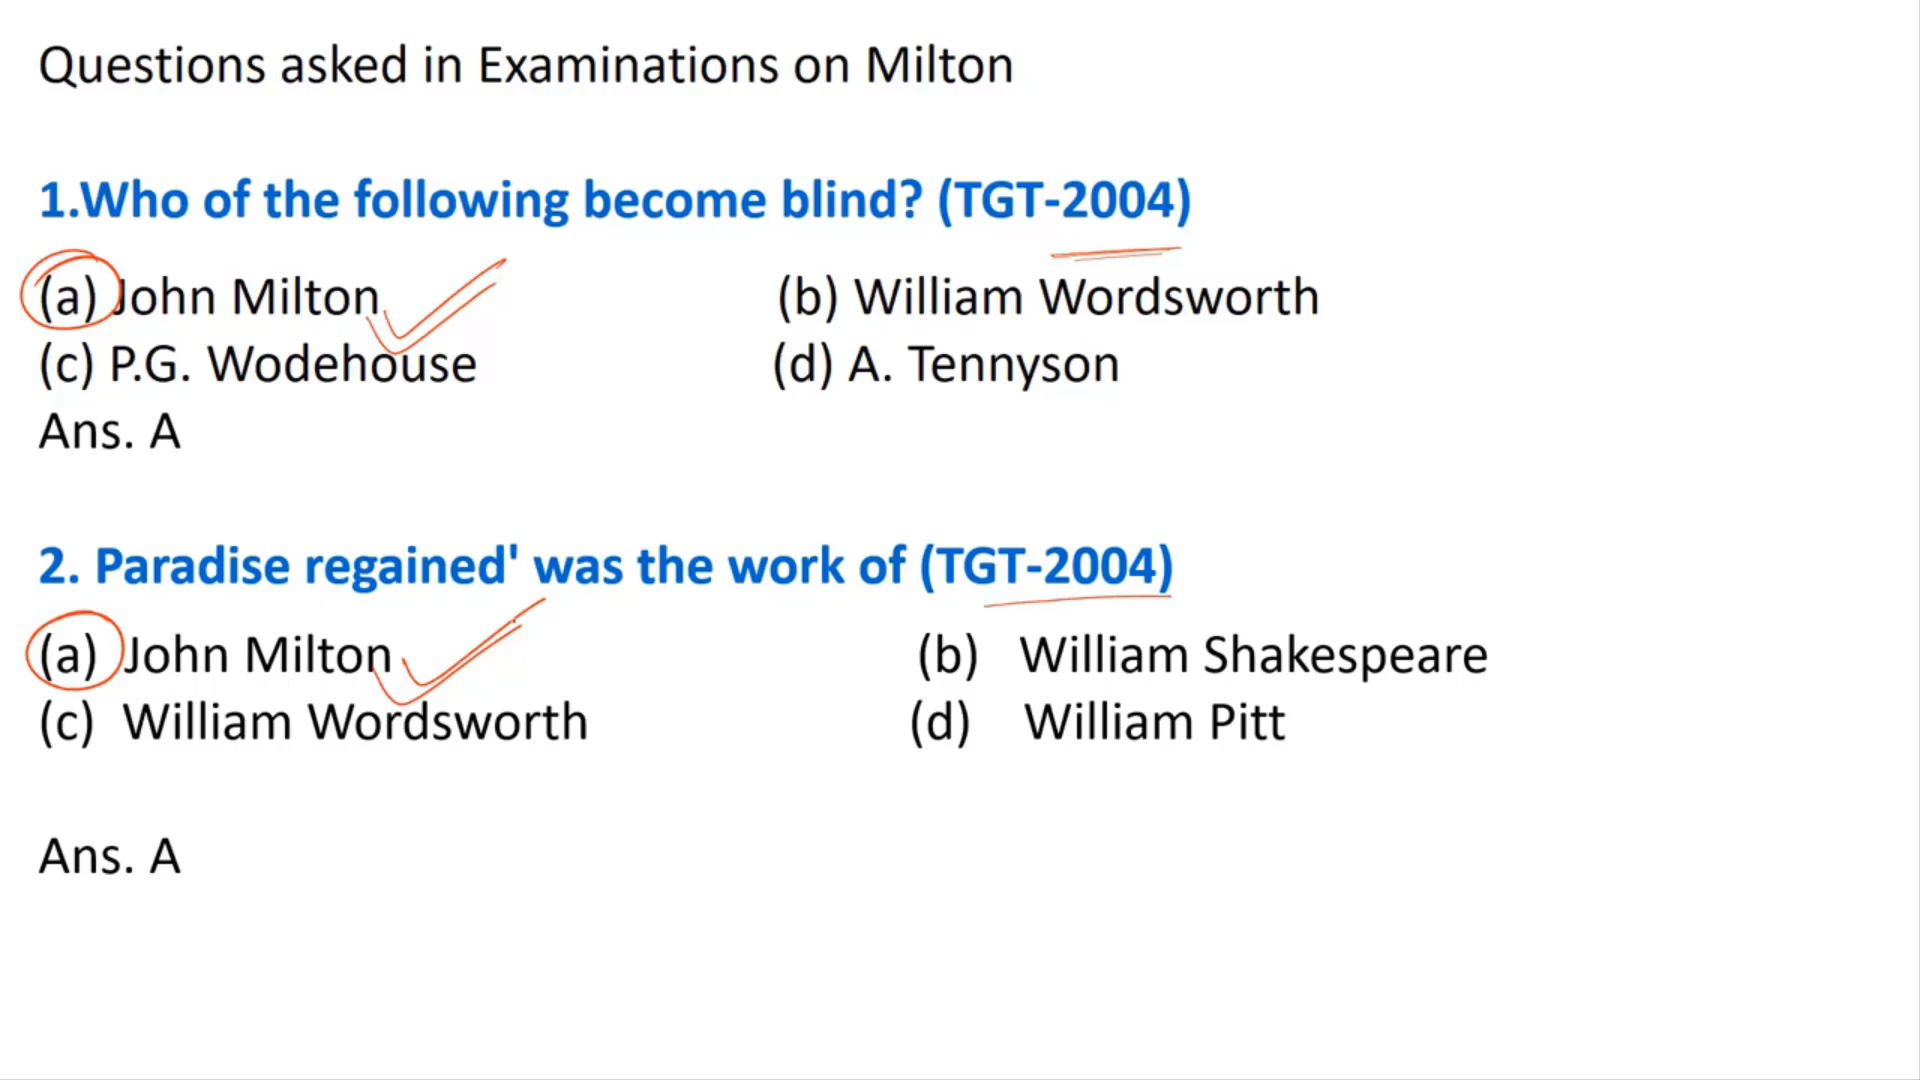 Questions asked in Examinations on Milton
1.Who of the following become blind? (TGT-2004)
(a) John Milton (b) William Wordsworth
(c) P.G. Wodehouse (d) A. Tennyson
Ans. A
2. Paradise regained' was the work of (TGT-2004)
(a) John Milton (b) William Shakespeare
(c) William Wordsworth (d) William Pitt
Ans. A